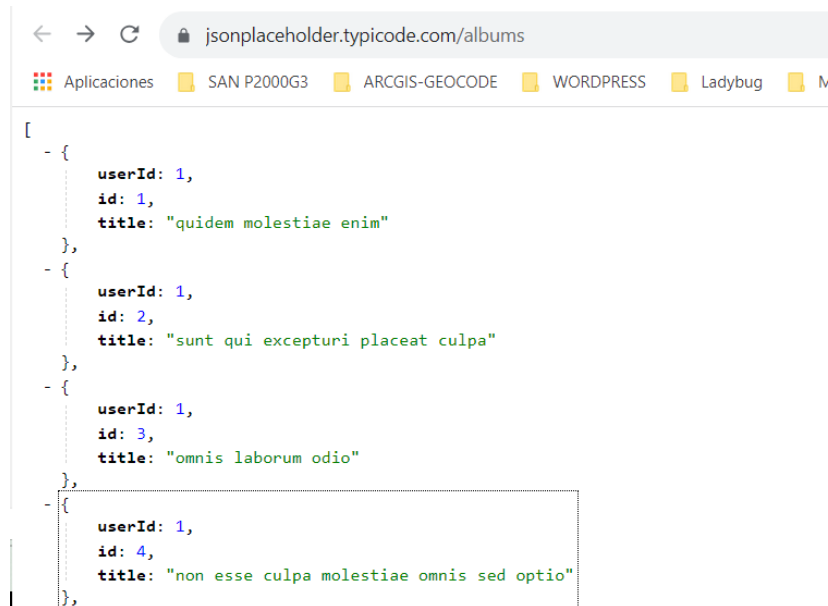 jsonplaceholder.typicode.com/albums
Aplicaciones SAN P2000G3 ARCGIS-GEOCODE WORDPRESS Ladybug M
[
- {
userId: 1,
id: 1,
title: "quidem molestiae enim"
},
- {
userId: 1,
id: 2,
title: "sunt qui excepturi placeat culpa"
},
- {
userId: 1,
id: 3,
title: "omnis laborum odio"
},
- {
userId: 1,
id: 4,
title: "non esse culpa molestiae omnis sed optio"
},